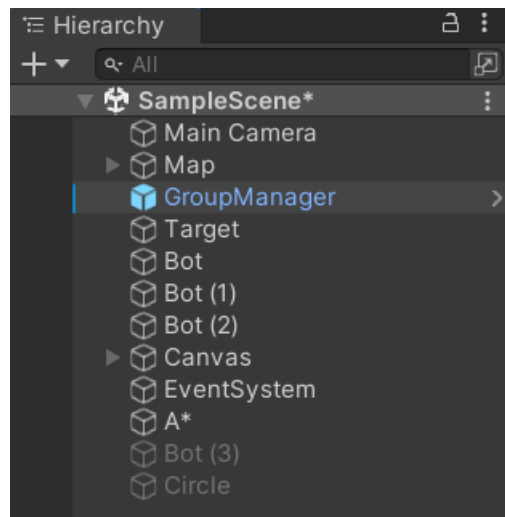 Hierarchy
All
SampleScene*
Main Camera
Map
GroupManager
Target
Bot
Bot (1)
Bot (2)
Canvas
EventSystem
A*
Bot (3)
Circle